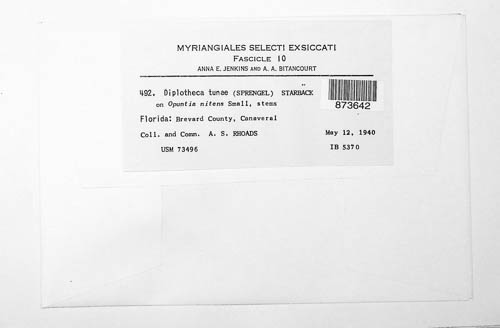 MYRIANGIALES SELECTI EXSICCATI
FASCICLE 10
ANNA E. JENKINS AND A. A. BITANCOURT
492. Diplotheca tunae (SPRENGEL) STARBÄCK
on Opuntia nitens Small, stems
873642
Florida: Brevard County, Canaveral
Coll. and Comm. A. S. RHOADS May 12, 1940
USM 73496 IB 5370